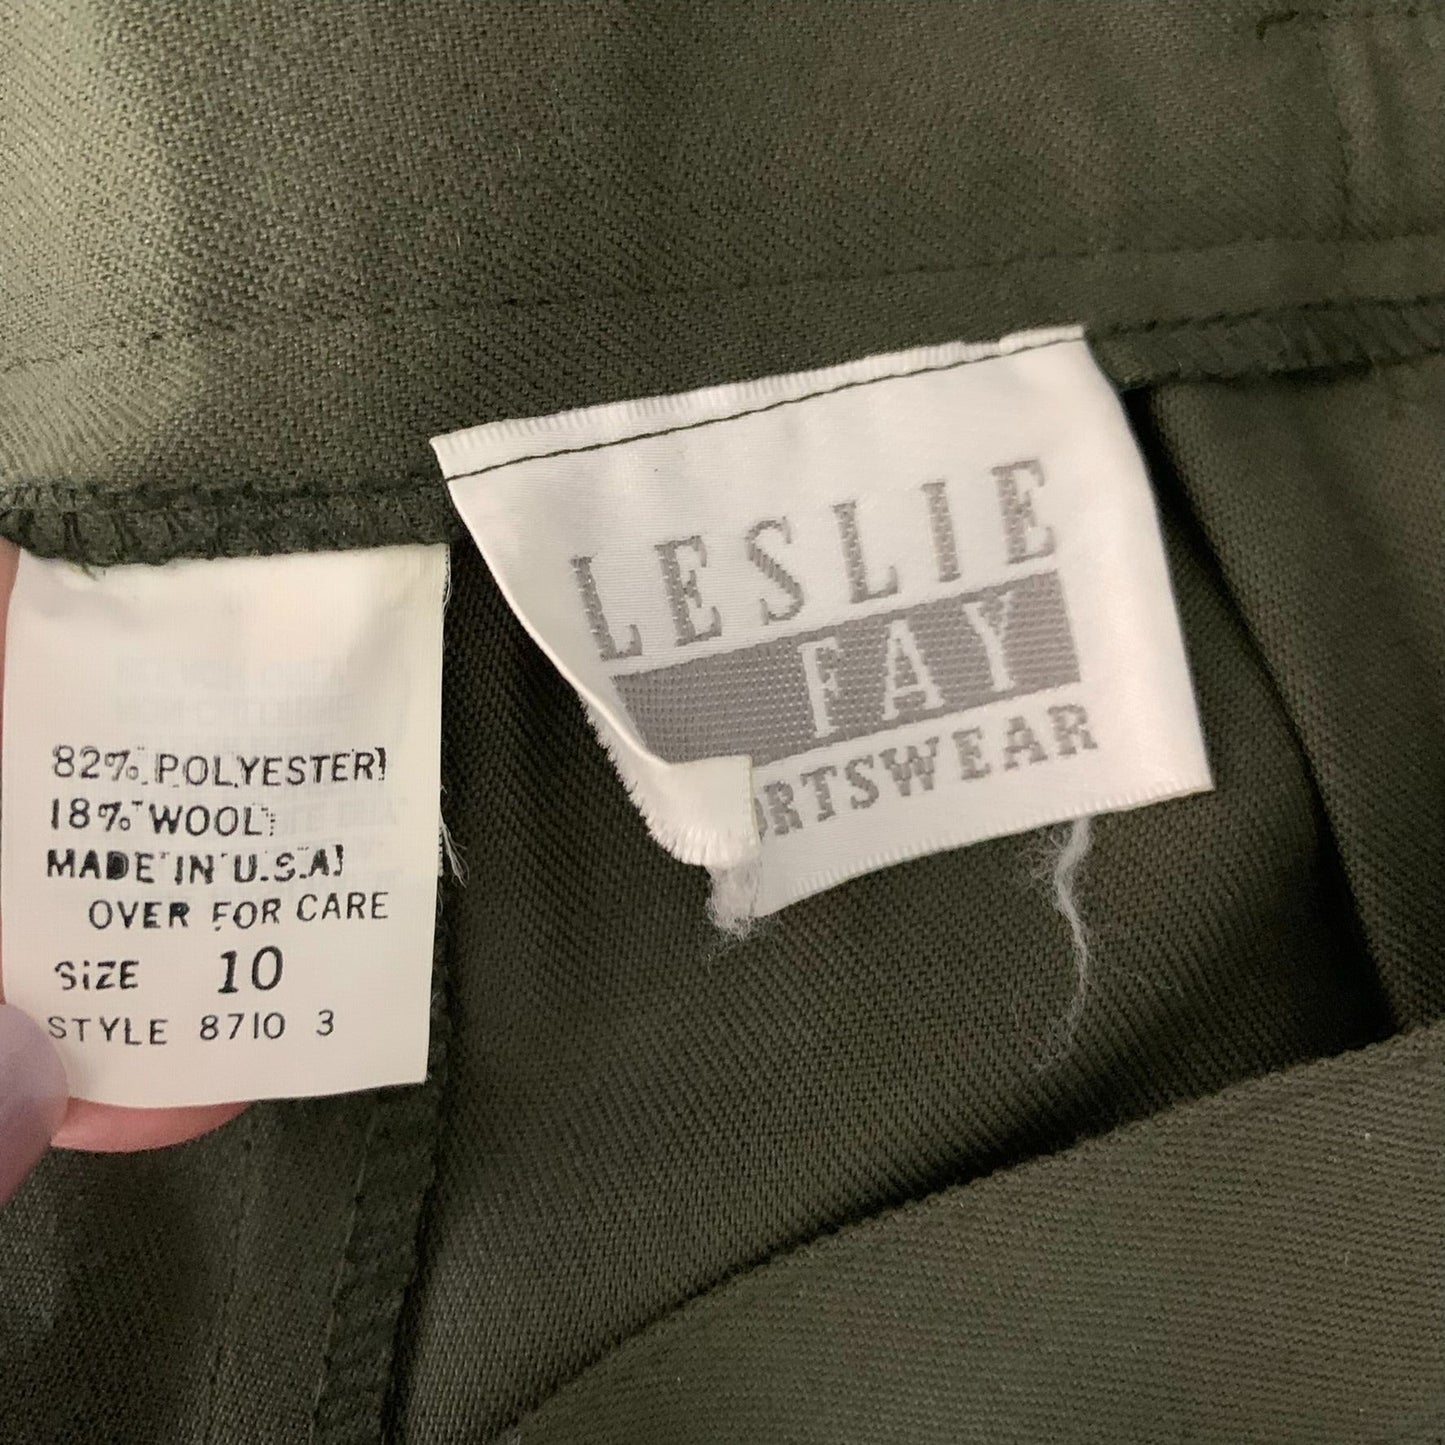 LESLIE
FAY
ORTSWEAR
82% POLYESTER
18% WOOL
MADE IN U.S.A.
OVER FOR CARE
SIZE 10
STYLE 8710 3